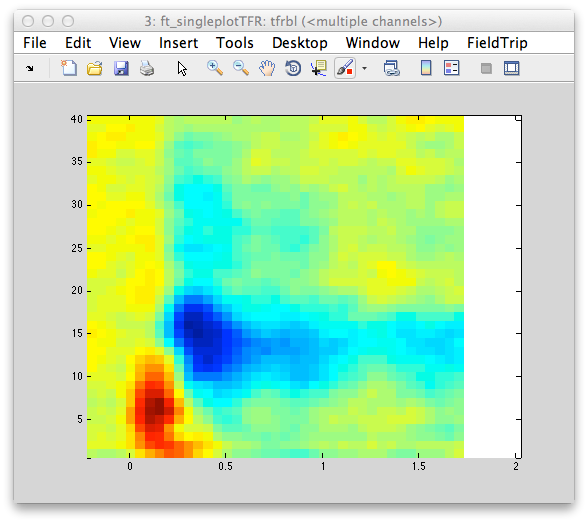 3: ft_singleplotTFR: tfrbl (<multiple channels>)
File Edit View Insert Tools Desktop Window Help FieldTrip
40
35
30
25
20
15
10
5
0 0.5 1 1.5 2